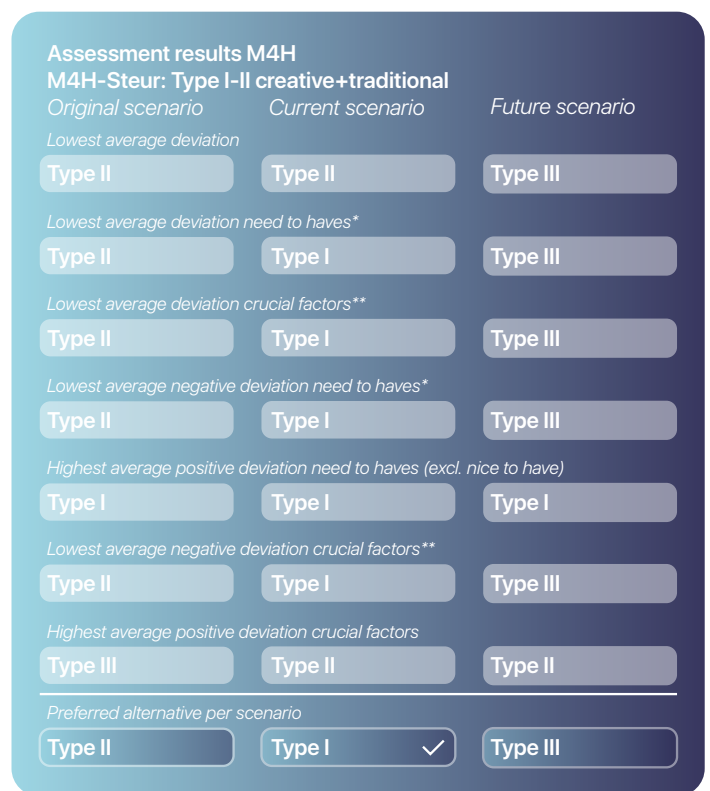 Assessment results M4H
M4H-Steur: Type I-II creative+traditional
Original scenario Current scenario Future scenario
Lowest average deviation
Type II Type II Type III
Lowest average deviation need to haves*
Type II Type I Type III
Lowest average deviation crucial factors**
Type II Type I Type III
Lowest average negative deviation need to haves*
Type II Type I Type III
Highest average positive deviation need to haves (excl. nice to have)
Type I Type I Type I
Lowest average negative deviation crucial factors**
Type II Type I Type III
Highest average positive deviation crucial factors
Type III Type II Type II
Preferred alternative per scenario
Type II Type I Type III